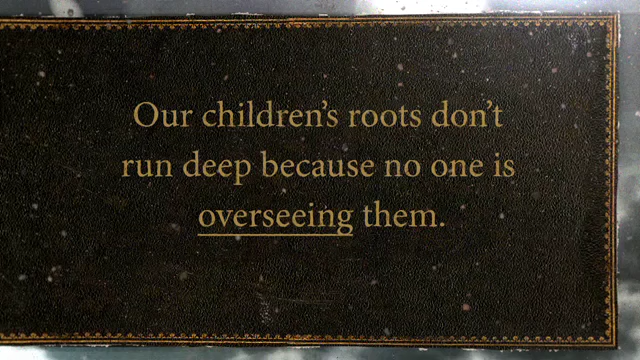 Our children’s roots don’t
run deep because no one is
overseeing them.